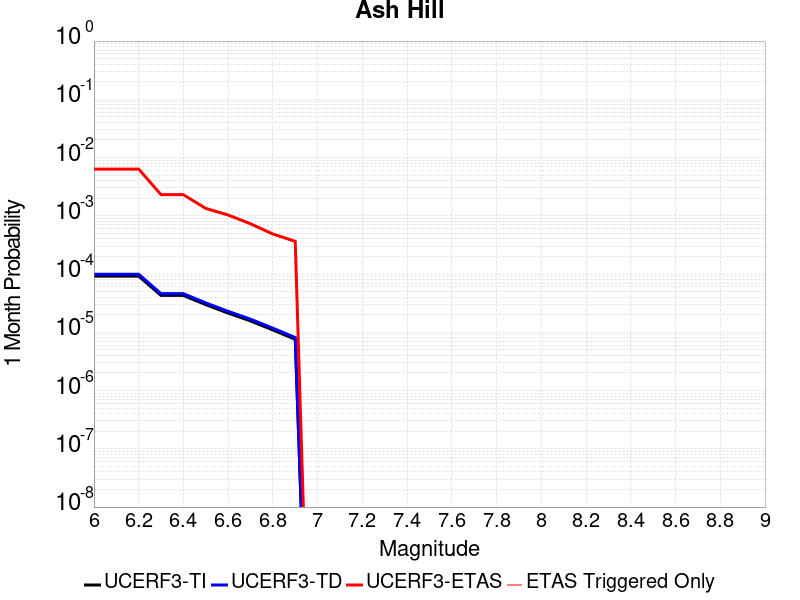 Ash Hill
10^0
10^-1
10^-2
10^-3
10^-4
10^-5
10^-6
10^-7
10^-8
1 Month Probability
6 6.2 6.4 6.6 6.8 7 7.2 7.4 7.6 7.8 8 8.2 8.4 8.6 8.8 9
Magnitude
UCERF3-TI UCERF3-TD UCERF3-ETAS ETAS Triggered Only